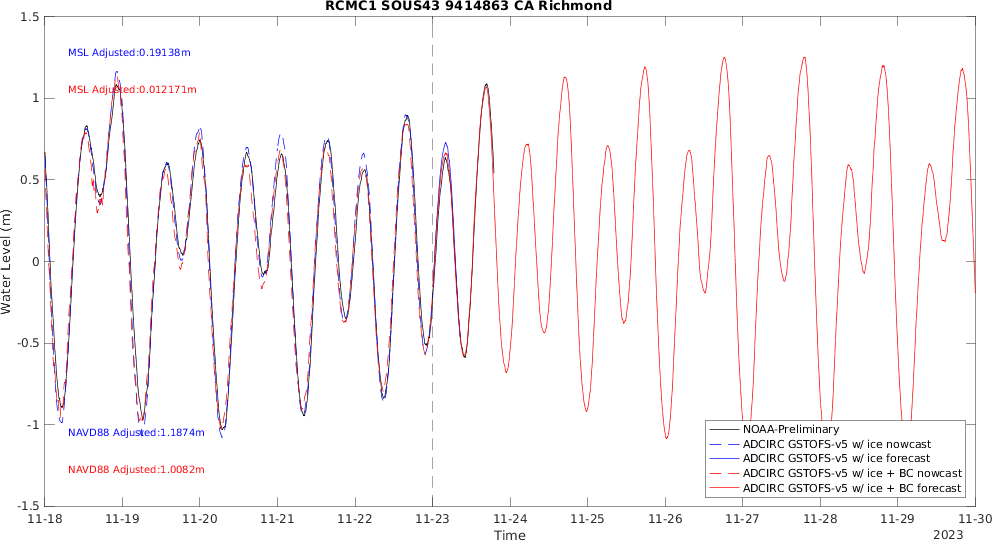 RCMC1 SOUS43 9414863 CA Richmond
1.5
1
0.5
0
-0.5
-1
-1.5
Water Level (m)
MSL Adjusted:0.19138m
MSL Adjusted:0.012171m
NAVD88 Adjusted:1.1874m
NAVD88 Adjusted:1.0082m
NOAA-Preliminary
ADCIRC GSTOFS-v5 w/ ice nowcast
ADCIRC GSTOFS-v5 w/ ice forecast
ADCIRC GSTOFS-v5 w/ ice + BC nowcast
ADCIRC GSTOFS-v5 w/ ice + BC forecast
11-18 11-19 11-20 11-21 11-22 11-23 11-24 11-25 11-26 11-27 11-28 11-29 11-30
Time
2023